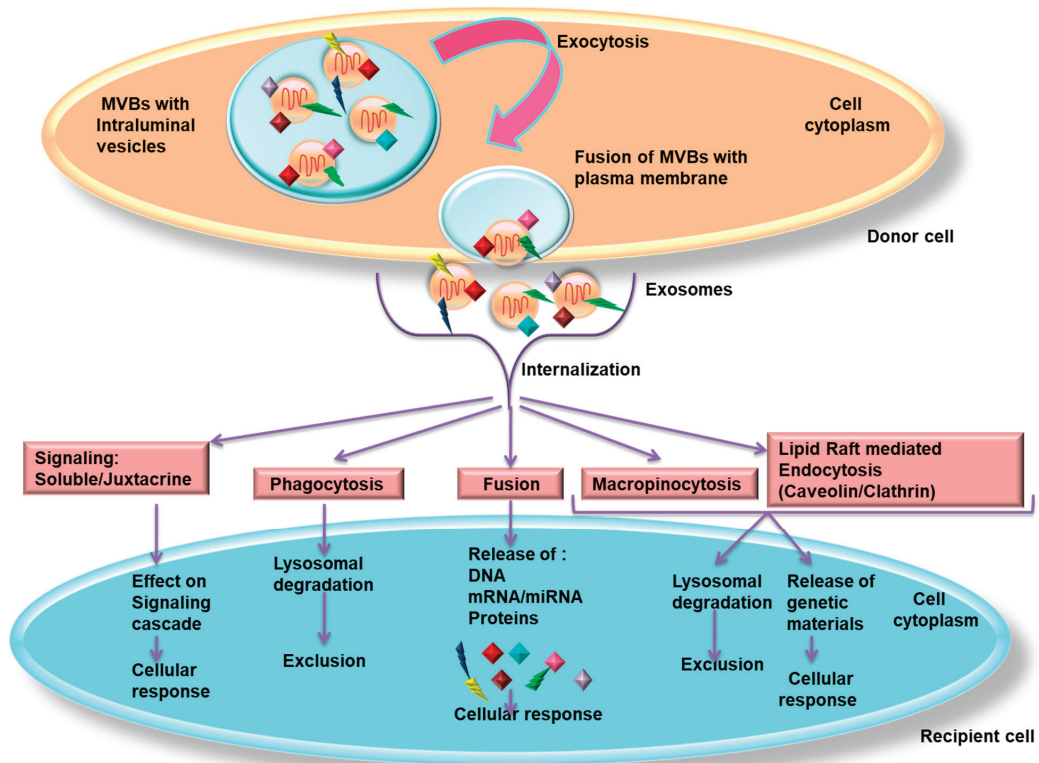 Exocytosis
MVBs with
Intraluminal
vesicles
Cell
cytoplasm
Fusion of MVBs with
plasma membrane
Donor cell
Exosomes
Internalization
Signaling:
Soluble/Juxtacrine
Phagocytosis
Fusion
Macropinocytosis
Lipid Raft mediated
Endocytosis
(Caveolin/Clathrin)
Effect on
Signaling
cascade
Cellular
response
Lysosomal
degradation
Exclusion
Release of :
DNA
mRNA/miRNA
Proteins
Cellular response
Lysosomal
degradation
Exclusion
Release of
genetic
materials
Cellular
response
Cell
cytoplasm
Recipient cell